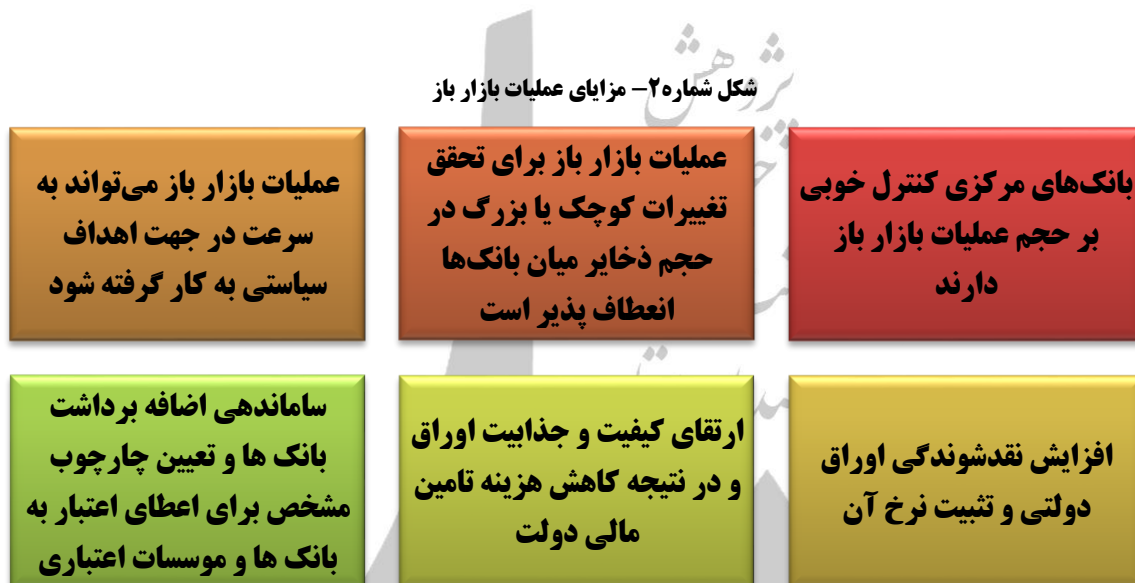 شکل شماره۲- مزایای عملیات بازار باز
بانک‌های مرکزی کنترل خوبی
بر حجم عملیات بازار باز
دارند
عملیات بازار باز برای تحقق
تغییرات کوچک یا بزرگ در
حجم ذخایر میان بانک‌ها
انعطاف پذیر است
عملیات بازار باز می‌تواند به
سرعت در جهت اهداف
سیاستی به کار گرفته شود
افزایش نقدشوندگی اوراق
دولتی و تثبیت نرخ آن
ارتقای کیفیت و جذابیت اوراق
و در نتیجه کاهش هزینه تامین
مالی دولت
ساماندهی اضافه برداشت
بانک ها و تعیین چارچوب
مشخص برای اعطای اعتبار به
بانک ها و موسسات اعتباری